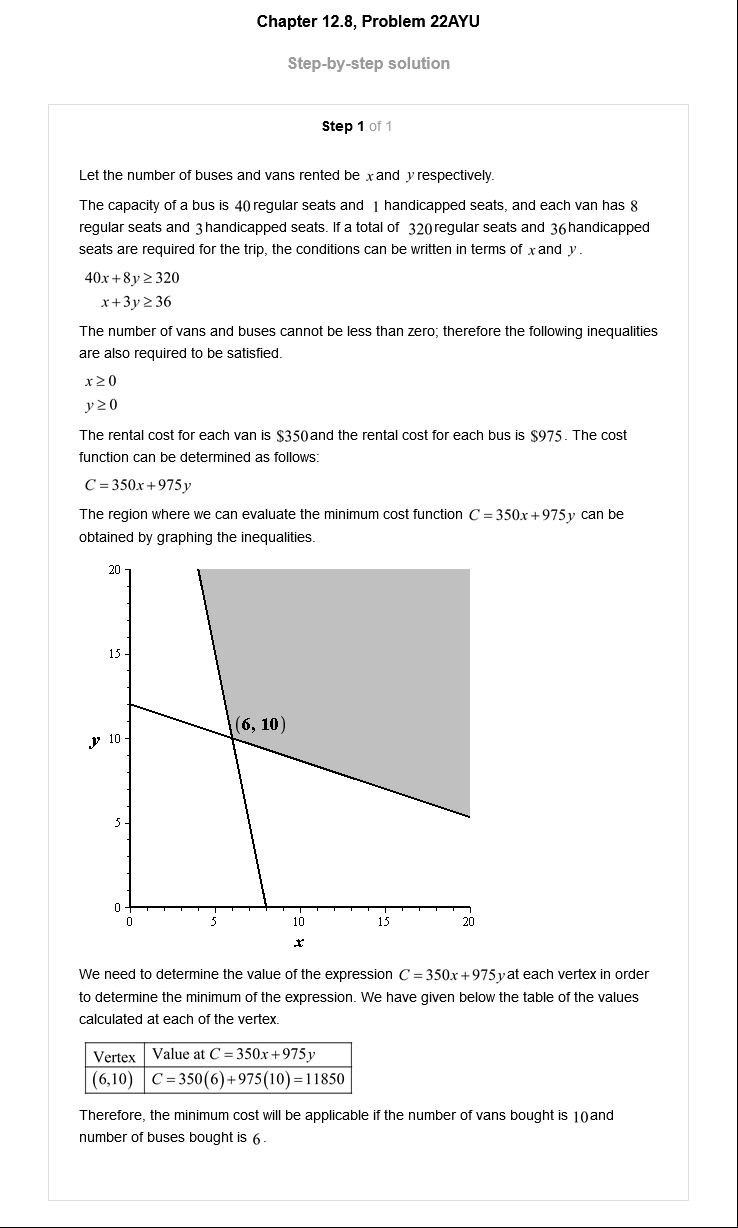 Chapter 12.8, Problem 22AYU
Step-by-step solution
Step 1 of 1
Let the number of buses and vans rented be x and y respectively.
The capacity of a bus is 40 regular seats and 1 handicapped seats, and each van has 8
regular seats and 3 handicapped seats. If a total of 320 regular seats and 36 handicapped
seats are required for the trip, the conditions can be written in terms of x and y.
40x+8y≥320
x+3y≥36
The number of vans and buses cannot be less than zero; therefore the following inequalities
are also required to be satisfied.
x≥0
y≥0
The rental cost for each van is $350 and the rental cost for each bus is $975. The cost
function can be determined as follows:
C=350x+975y
The region where we can evaluate the minimum cost function C=350x+975y can be
obtained by graphing the inequalities.
20
15
(6, 10)
y 10
5
0
0 5 10 15 20
x
We need to determine the value of the expression C=350x+975y at each vertex in order
to determine the minimum of the expression. We have given below the table of the values
calculated at each of the vertex.
Vertex Value at C=350x+975y
(6,10) C=350(6)+975(10)=11850
Therefore, the minimum cost will be applicable if the number of vans bought is 10 and
number of buses bought is 6.